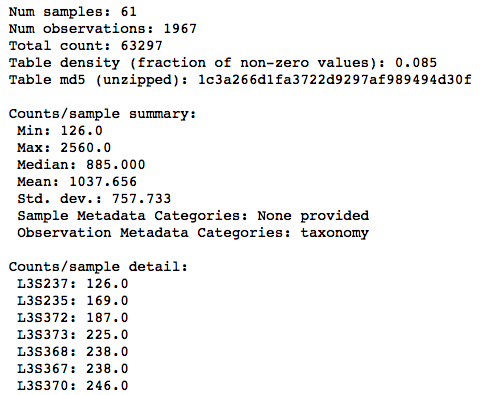 Num samples: 61
Num observations: 1967
Total count: 63297
Table density (fraction of non-zero values): 0.085
Table md5 (unzipped): 1c3a266d1fa3722d9297af989494d30f
Counts/sample summary:
Min: 126.0
Max: 2560.0
Median: 885.000
Mean: 1037.656
Std. dev.: 757.733
Sample Metadata Categories: None provided
Observation Metadata Categories: taxonomy
Counts/sample detail:
L3S237: 126.0
L3S235: 169.0
L3S372: 187.0
L3S373: 225.0
L3S368: 238.0
L3S367: 238.0
L3S370: 246.0